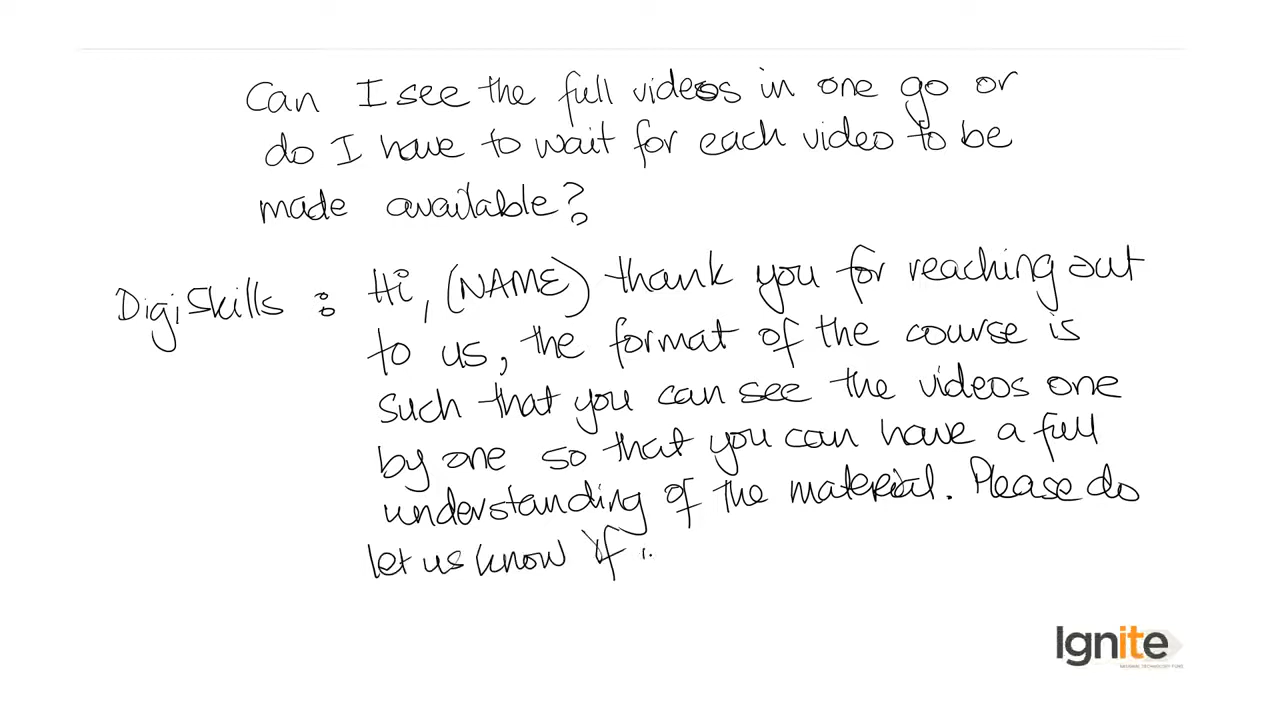 Can I see the full videos in one go or
do I have to wait for each video to be
made available?
DigiSkills : Hi, (NAME) thank you for reaching out
to us, the format of the course is
such that you can see the videos one
by one so that you can have a full
understanding of the material. Please do
let us know if
Ignite
NATIONAL TECHNOLOGY FUND